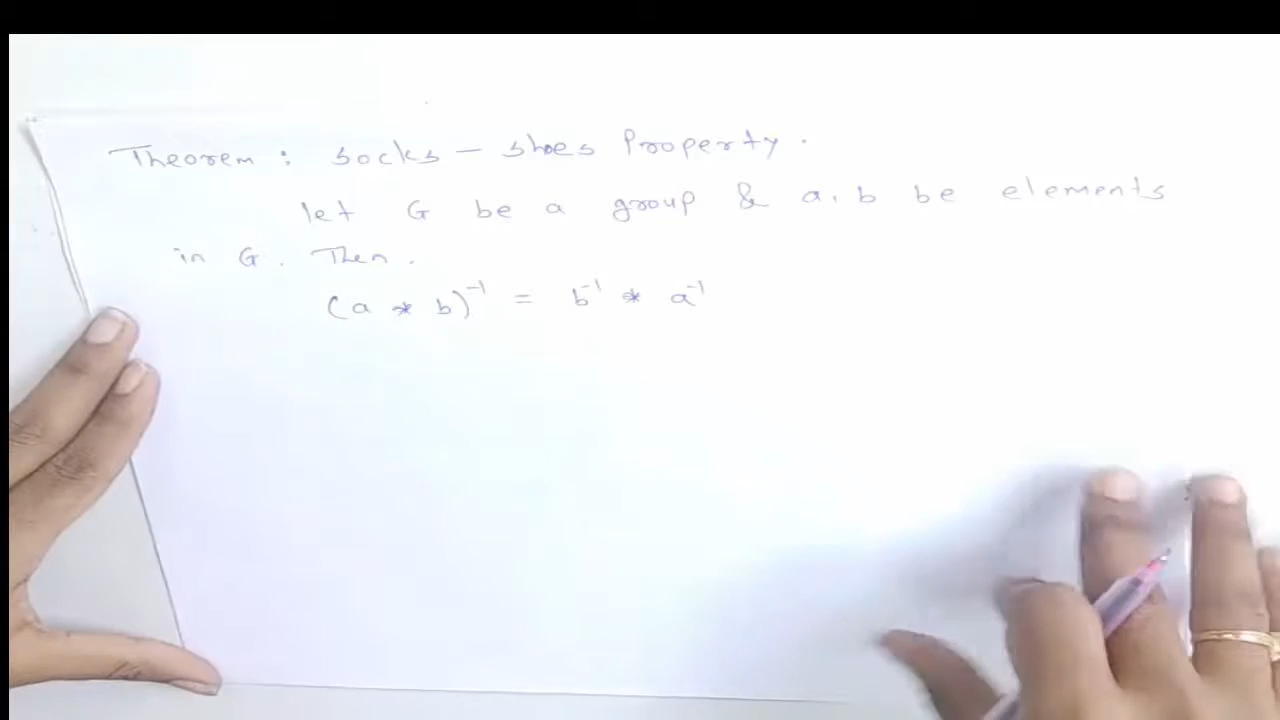 Theorem : Socks - Shoes Property .
let G be a group & a, b be elements
in G. Then.
(a * b)⁻¹ = b⁻¹ * a⁻¹